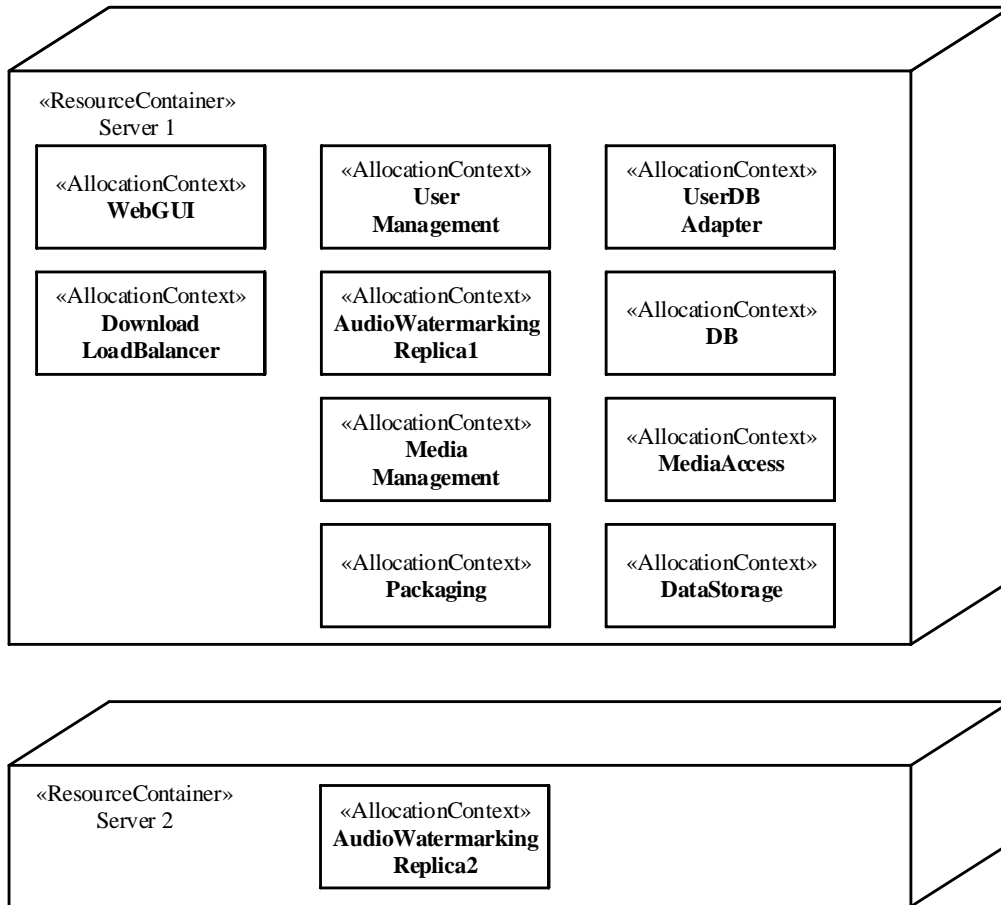 «ResourceContainer»
Server 1
«AllocationContext»
WebGUI
«AllocationContext»
User
Management
«AllocationContext»
UserDB
Adapter
«AllocationContext»
Download
LoadBalancer
«AllocationContext»
AudioWatermarking
Replica1
«AllocationContext»
DB
«AllocationContext»
Media
Management
«AllocationContext»
MediaAccess
«AllocationContext»
Packaging
«AllocationContext»
DataStorage
«ResourceContainer»
Server 2
«AllocationContext»
AudioWatermarking
Replica2